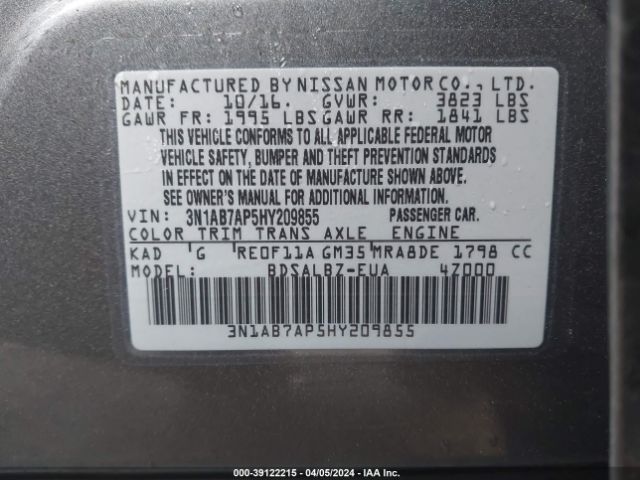 MANUFACTURED BY NISSAN MOTOR CO., LTD.
DATE: 10/16. GVWR: 3823 LBS
GAWR FR: 1995 LBS GAWR RR: 1841 LBS
THIS VEHICLE CONFORMS TO ALL APPLICABLE FEDERAL MOTOR
VEHICLE SAFETY, BUMPER AND THEFT PREVENTION STANDARDS
IN EFFECT ON THE DATE OF MANUFACTURE SHOWN ABOVE.
SEE OWNER'S MANUAL FOR ADDITIONAL INFORMATION.
VIN: 3N1AB7AP5HY209855 PASSENGER CAR.
COLOR TRIM TRANS AXLE ENGINE
KAD G RE0F11A GM35 MRA8DE 1798 CC
MODEL: BDSALBZ-EUA 4Z000
3N1AB7AP5HY209855
000-39122215 - 04/05/2024 - IAA Inc.